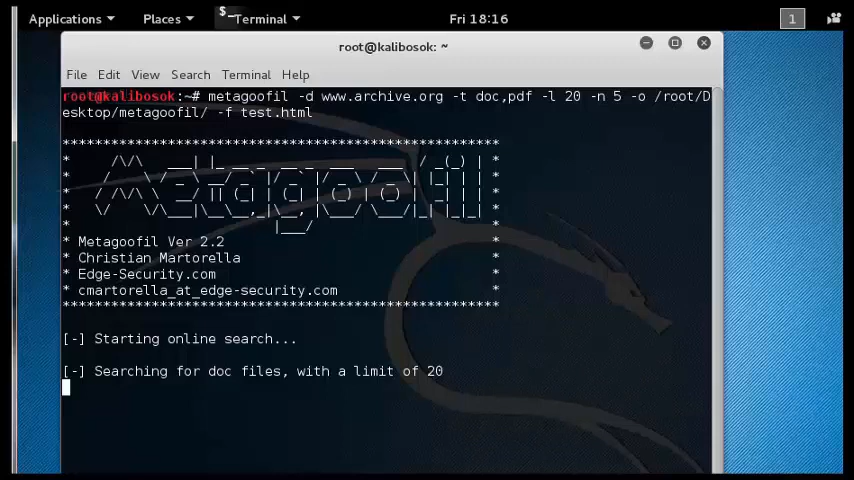 Applications Places Terminal Fri 18:16 1
root@kalibosok: ~
File Edit View Search Terminal Help
root@kalibosok:~# metagoofil -d www.archive.org -t doc,pdf -l 20 -n 5 -o /root/D
esktop/metagoofil/ -f test.html
******************************************************
* Metagoofil Ver 2.2 *
* Christian Martorella *
* Edge-Security.com *
* cmartorella_at_edge-security.com *
******************************************************
[-] Starting online search...
[-] Searching for doc files, with a limit of 20